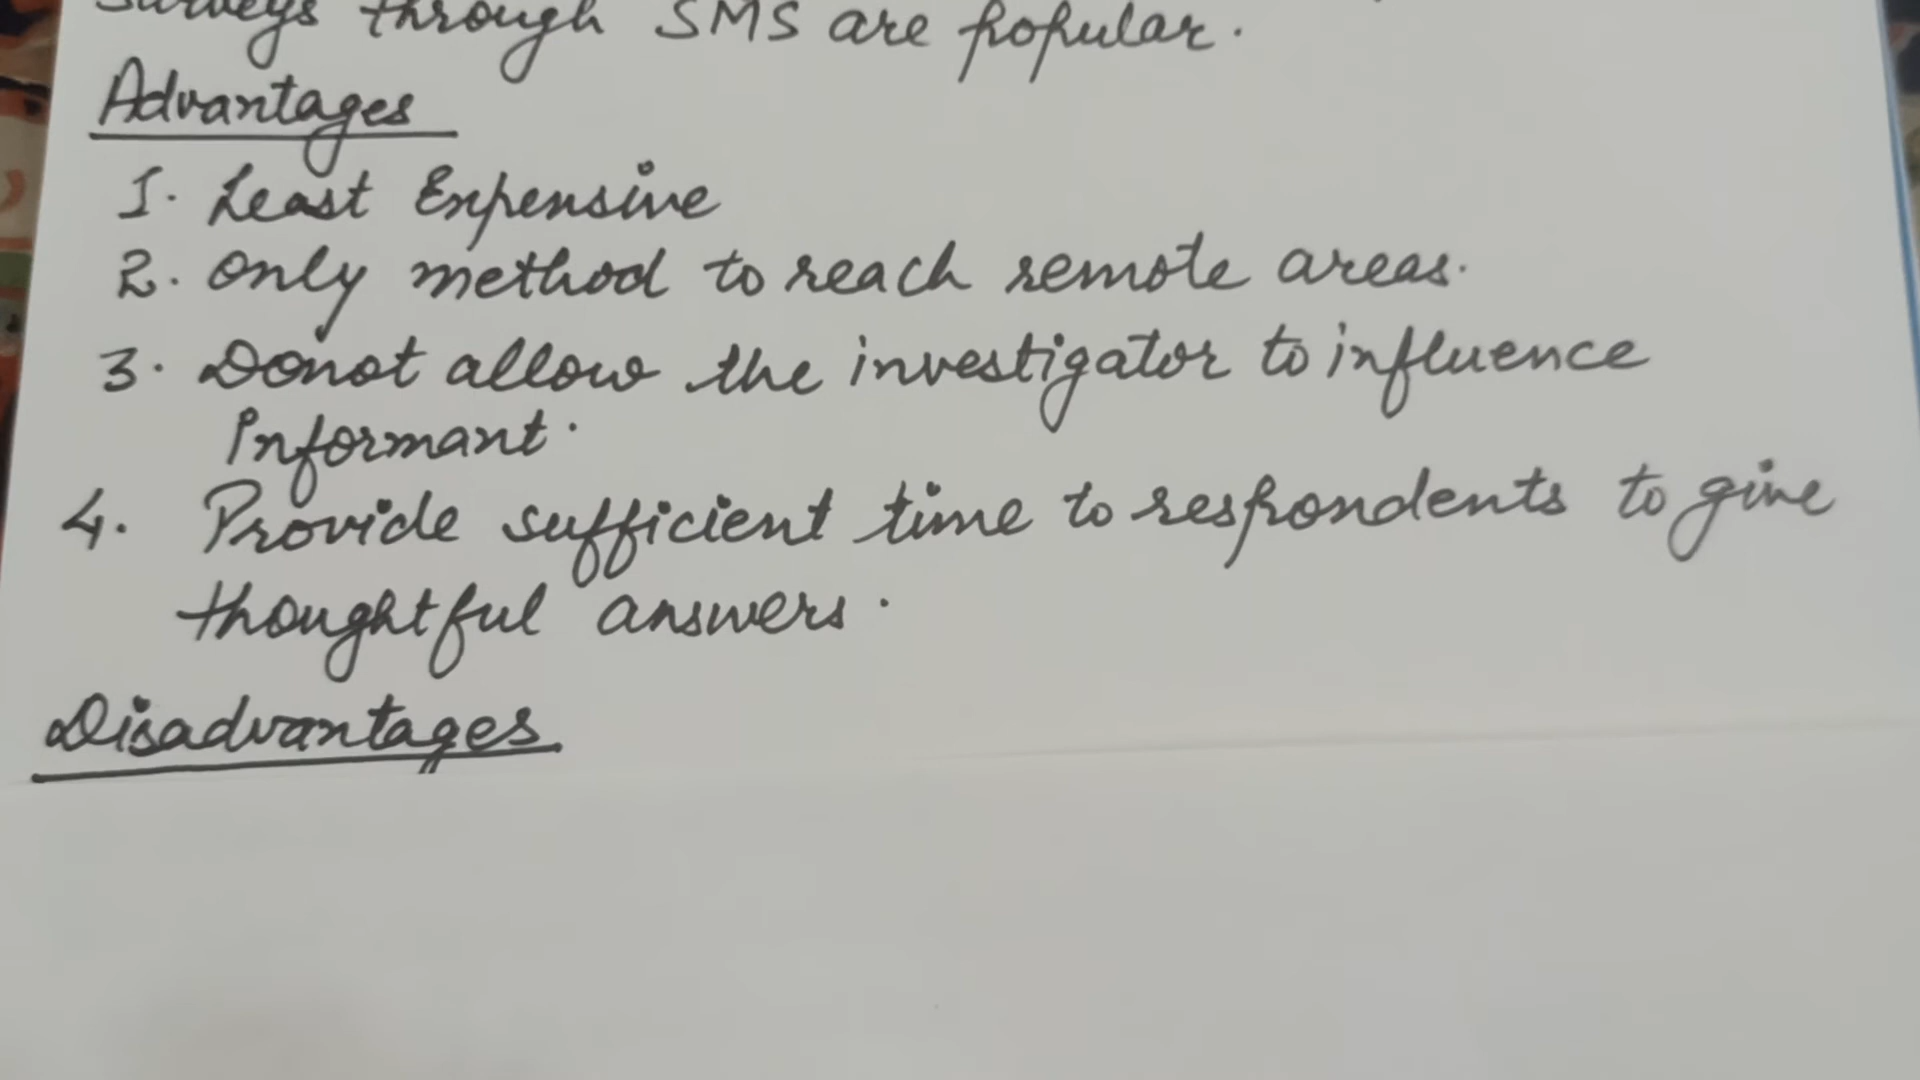 Surveys through SMS are popular.
Advantages
1. Least Expensive
2. only method to reach remote areas.
3. Donot allow the investigator to influence
Informant.
4. Provide sufficient time to respondents to give
thoughtful answers.
Disadvantages